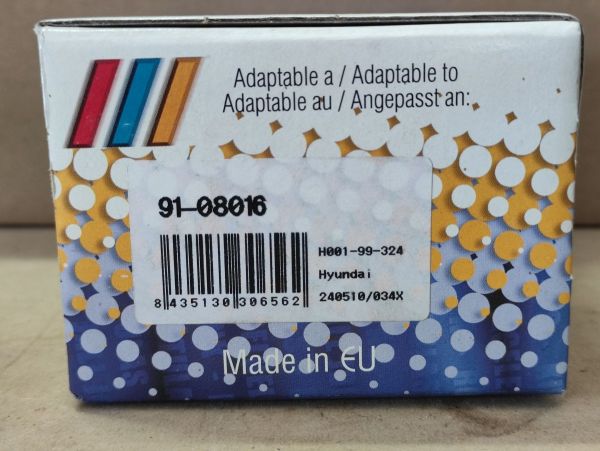 Adaptable a / Adaptable to
Adaptable au / Angepasst an:
91-08016
H001-99-324
Hyundai
8 435130 306562
240510/034X
Made in EU